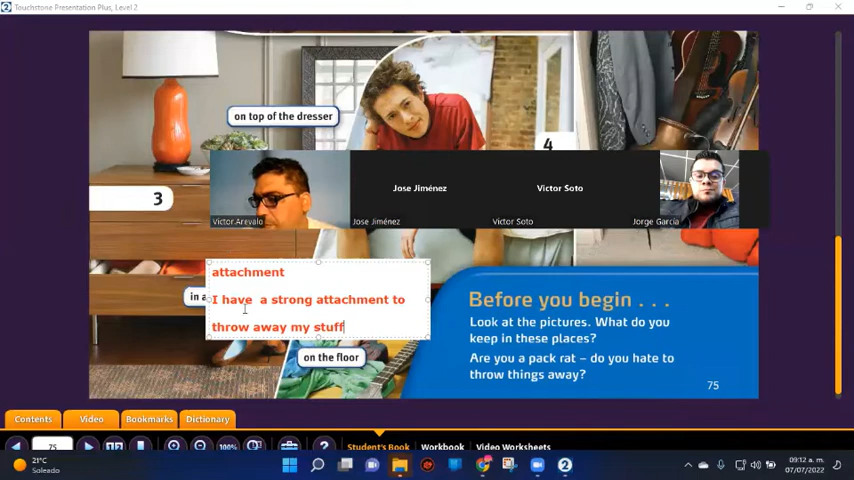 Touchstone Presentation Plus, Level 2
on top of the dresser
4
3
Victor Arevalo
Jose Jiménez
Jose Jiménez
Victor Soto
Victor Soto
Jorge García
attachment
I have a strong attachment to
throw away my stuff
in a
on the floor
Before you begin . . .
Look at the pictures. What do you
keep in these places?
Are you a pack rat – do you hate to
throw things away?
75
Contents
Video
Bookmarks
Dictionary
75
100%
Student's Book
Workbook
Video Worksheets
21°C
Soleado
09:12 a. m.
07/07/2022